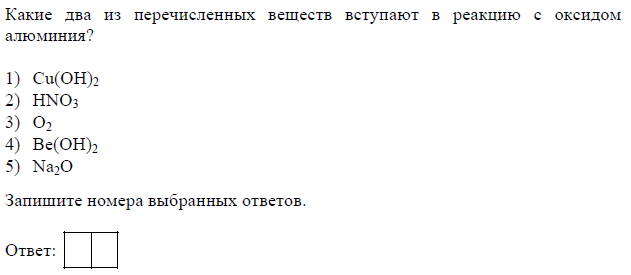 Какие два из перечисленных веществ вступают в реакцию с оксидом
алюминия?
1) Cu(OH)₂
2) HNO₃
3) O₂
4) Be(OH)₂
5) Na₂O
Запишите номера выбранных ответов.
Ответ: